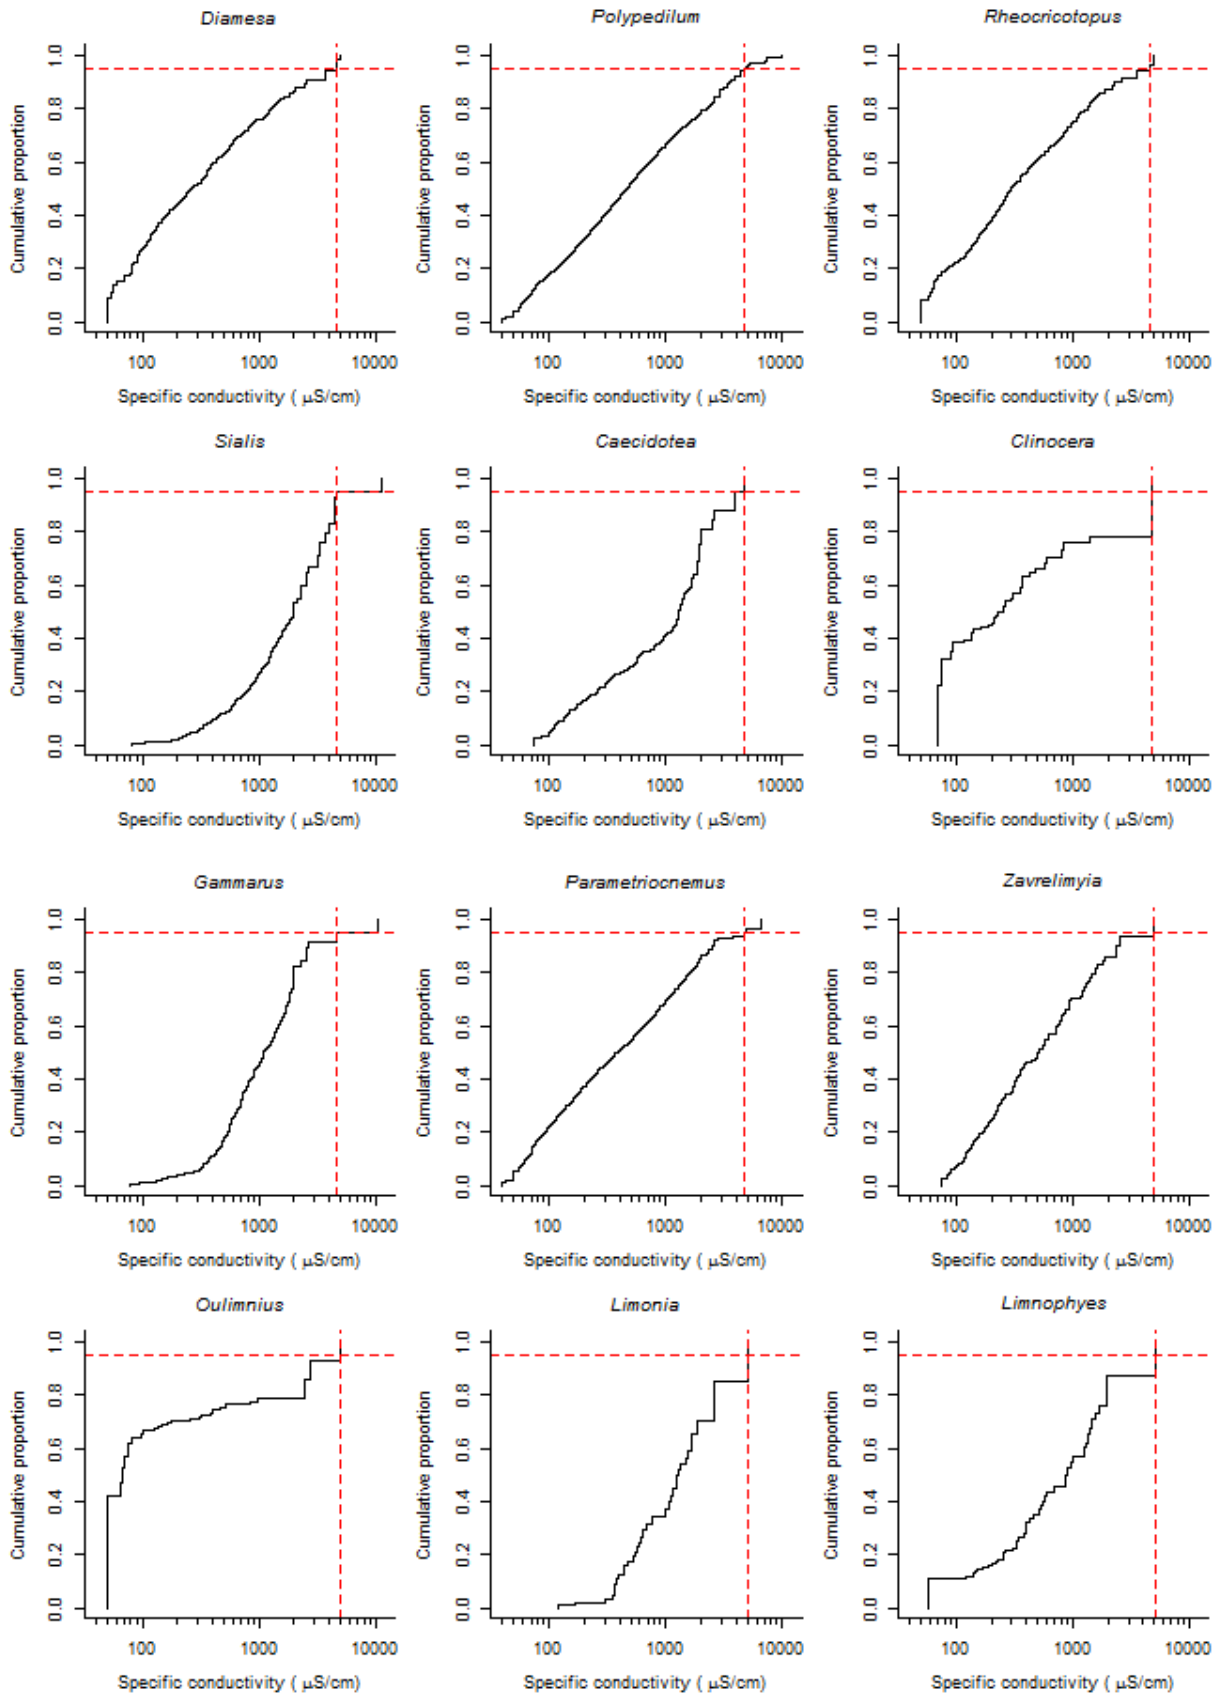 Diamesa Polypedilum Rheocricotopus
Cumulative proportion Cumulative proportion Cumulative proportion
1.0 1.0 1.0
0.8 0.8 0.8
0.6 0.6 0.6
0.4 0.4 0.4
0.2 0.2 0.2
0.0 0.0 0.0
100 1000 10000 100 1000 10000 100 1000 10000
Specific conductivity ( μS/cm) Specific conductivity ( μS/cm) Specific conductivity ( μS/cm)
Sialis Caecidotea Clinocera
Cumulative proportion Cumulative proportion Cumulative proportion
1.0 1.0 1.0
0.8 0.8 0.8
0.6 0.6 0.6
0.4 0.4 0.4
0.2 0.2 0.2
0.0 0.0 0.0
100 1000 10000 100 1000 10000 100 1000 10000
Specific conductivity ( μS/cm) Specific conductivity ( μS/cm) Specific conductivity ( μS/cm)
Gammarus Parametriocnemus Zavrelimyia
Cumulative proportion Cumulative proportion Cumulative proportion
1.0 1.0 1.0
0.8 0.8 0.8
0.6 0.6 0.6
0.4 0.4 0.4
0.2 0.2 0.2
0.0 0.0 0.0
100 1000 10000 100 1000 10000 100 1000 10000
Specific conductivity ( μS/cm) Specific conductivity ( μS/cm) Specific conductivity ( μS/cm)
Oulimnius Limonia Limnophyes
Cumulative proportion Cumulative proportion Cumulative proportion
1.0 1.0 1.0
0.8 0.8 0.8
0.6 0.6 0.6
0.4 0.4 0.4
0.2 0.2 0.2
0.0 0.0 0.0
100 1000 10000 100 1000 10000 100 1000 10000
Specific conductivity ( μS/cm) Specific conductivity ( μS/cm) Specific conductivity ( μS/cm)